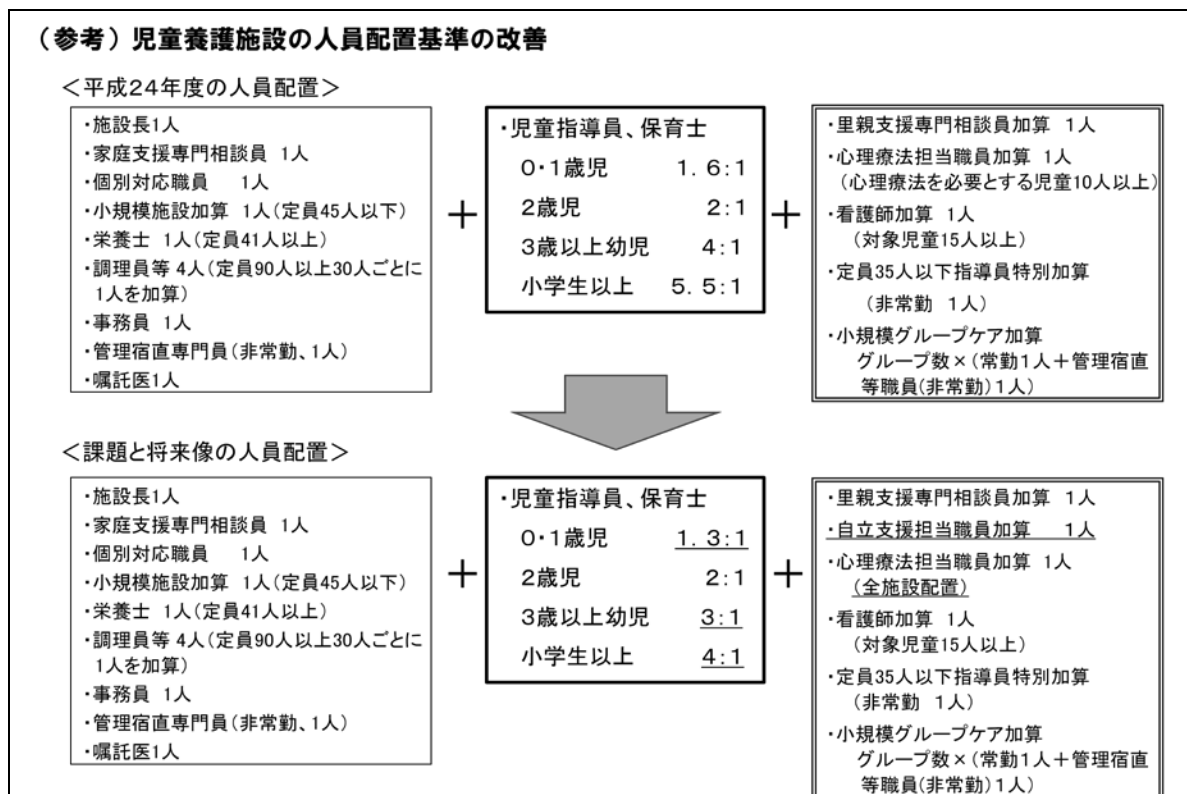 （参考）児童養護施設の人員配置基準の改善
＜平成２４年度の人員配置＞
・施設長1人
・家庭支援専門相談員 1人
・個別対応職員 1人
・小規模施設加算 1人（定員45人以下）
・栄養士 1人（定員41人以上）
・調理員等 4人（定員90人以上30人ごとに
1人を加算）
・事務員 1人
・管理宿直専門員（非常勤、1人）
・嘱託医1人
＋
・児童指導員、保育士
０・１歳児 １．６：１
２歳児 ２：１
３歳以上幼児 ４：１
小学生以上 ５．５：１
＋
・里親支援専門相談員加算 1人
・心理療法担当職員加算 1人
（心理療法を必要とする児童10人以上）
・看護師加算 1人
（対象児童15人以上）
・定員35人以下指導員特別加算
（非常勤 1人）
・小規模グループケア加算
グループ数×（常勤1人＋管理宿直
等職員（非常勤）1人）
＜課題と将来像の人員配置＞
・施設長1人
・家庭支援専門相談員 1人
・個別対応職員 1人
・小規模施設加算 1人（定員45人以下）
・栄養士 1人（定員41人以上）
・調理員等 4人（定員90人以上30人ごとに
1人を加算）
・事務員 1人
・管理宿直専門員（非常勤、1人）
・嘱託医1人
＋
・児童指導員、保育士
０・１歳児 １．３：１
２歳児 ２：１
３歳以上幼児 ３：１
小学生以上 ４：１
＋
・里親支援専門相談員加算 1人
・自立支援担当職員加算 1人
・心理療法担当職員加算 1人
（全施設配置）
・看護師加算 1人
（対象児童15人以上）
・定員35人以下指導員特別加算
（非常勤 1人）
・小規模グループケア加算
グループ数×（常勤1人＋管理宿直
等職員（非常勤）1人）